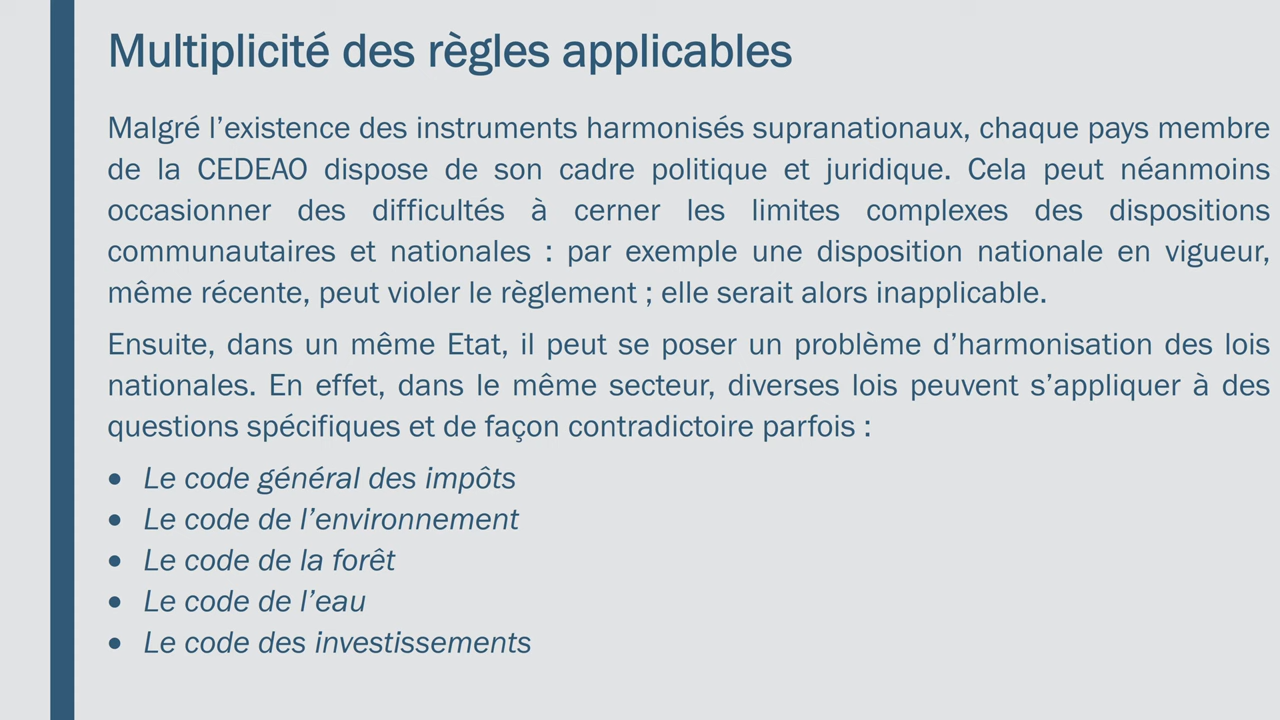 Multiplicité des règles applicables
Malgré l’existence des instruments harmonisés supranationaux, chaque pays membre
de la CEDEAO dispose de son cadre politique et juridique. Cela peut néanmoins
occasionner des difficultés à cerner les limites complexes des dispositions
communautaires et nationales : par exemple une disposition nationale en vigueur,
même récente, peut violer le règlement ; elle serait alors inapplicable.
Ensuite, dans un même Etat, il peut se poser un problème d’harmonisation des lois
nationales. En effet, dans le même secteur, diverses lois peuvent s’appliquer à des
questions spécifiques et de façon contradictoire parfois :
• Le code général des impôts
• Le code de l’environnement
• Le code de la forêt
• Le code de l’eau
• Le code des investissements